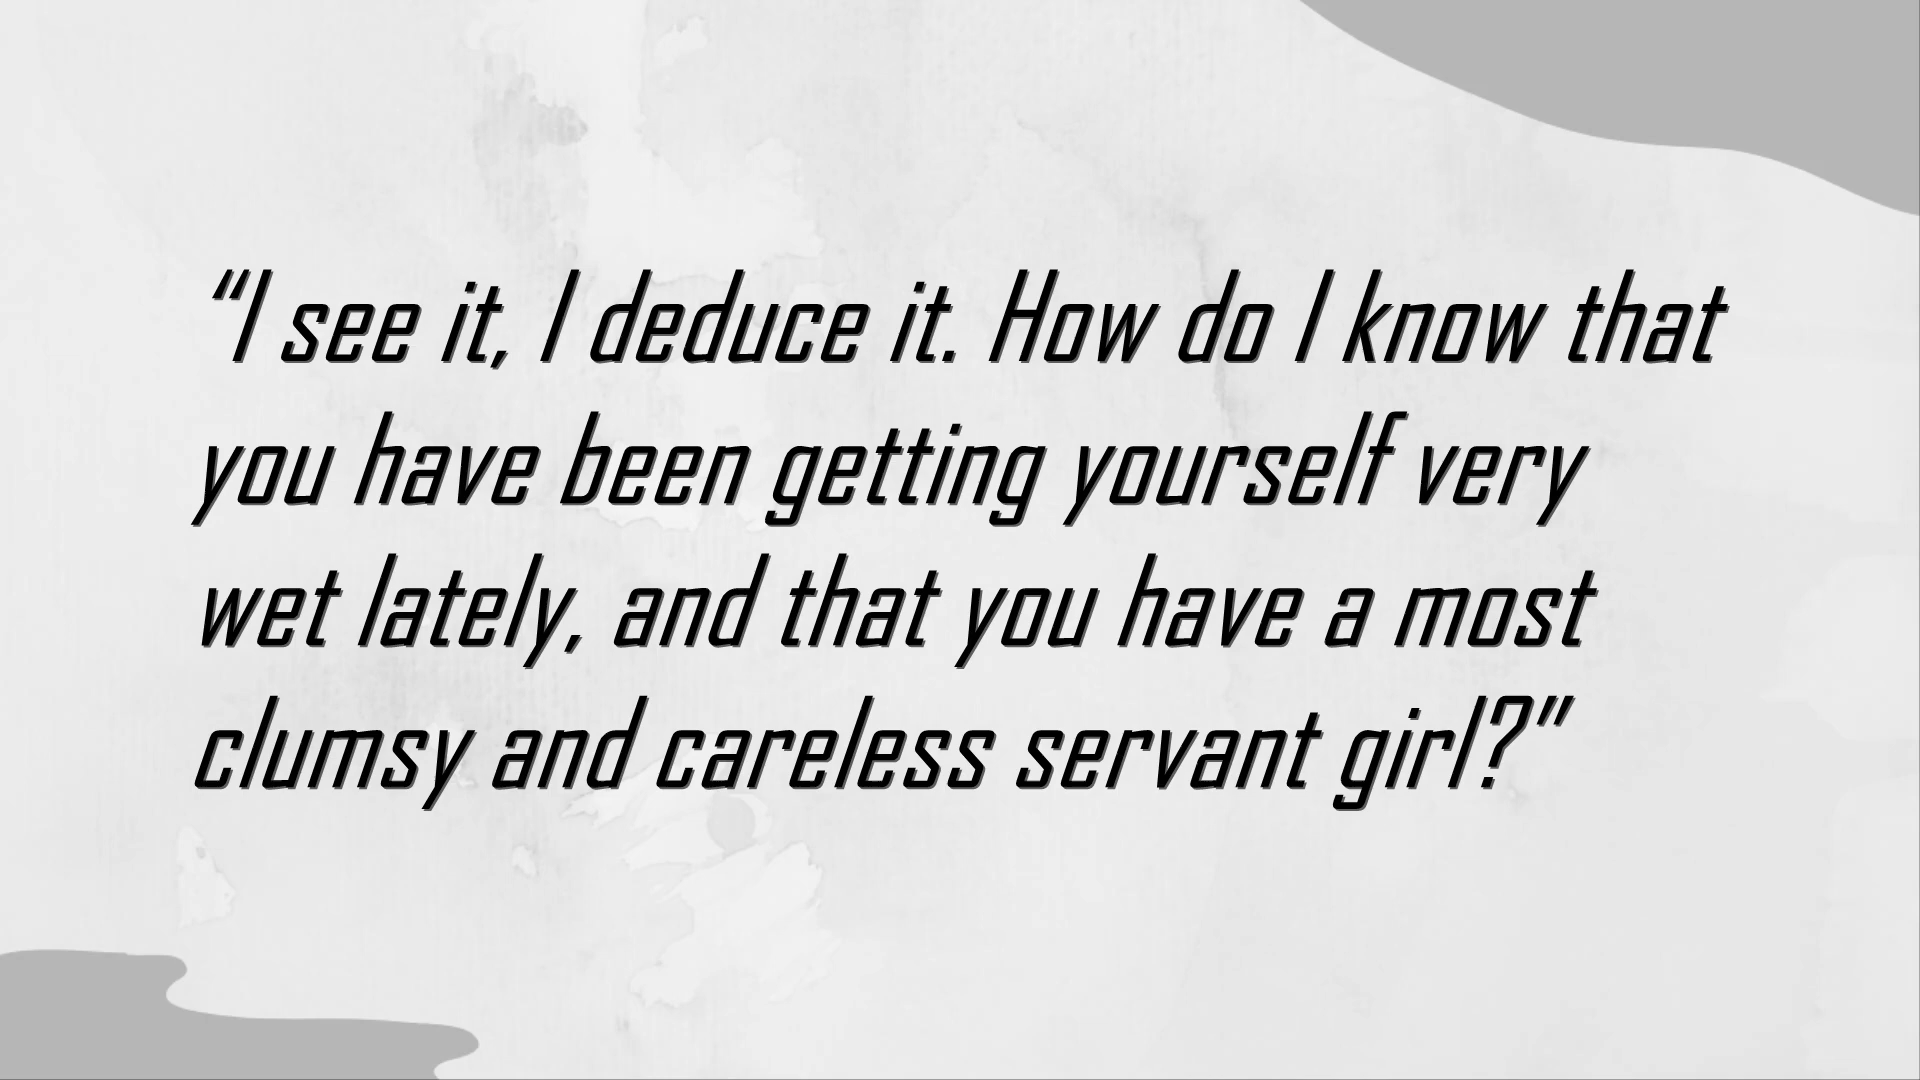 “I see it, I deduce it. How do I know that
you have been getting yourself very
wet lately, and that you have a most
clumsy and careless servant girl?”